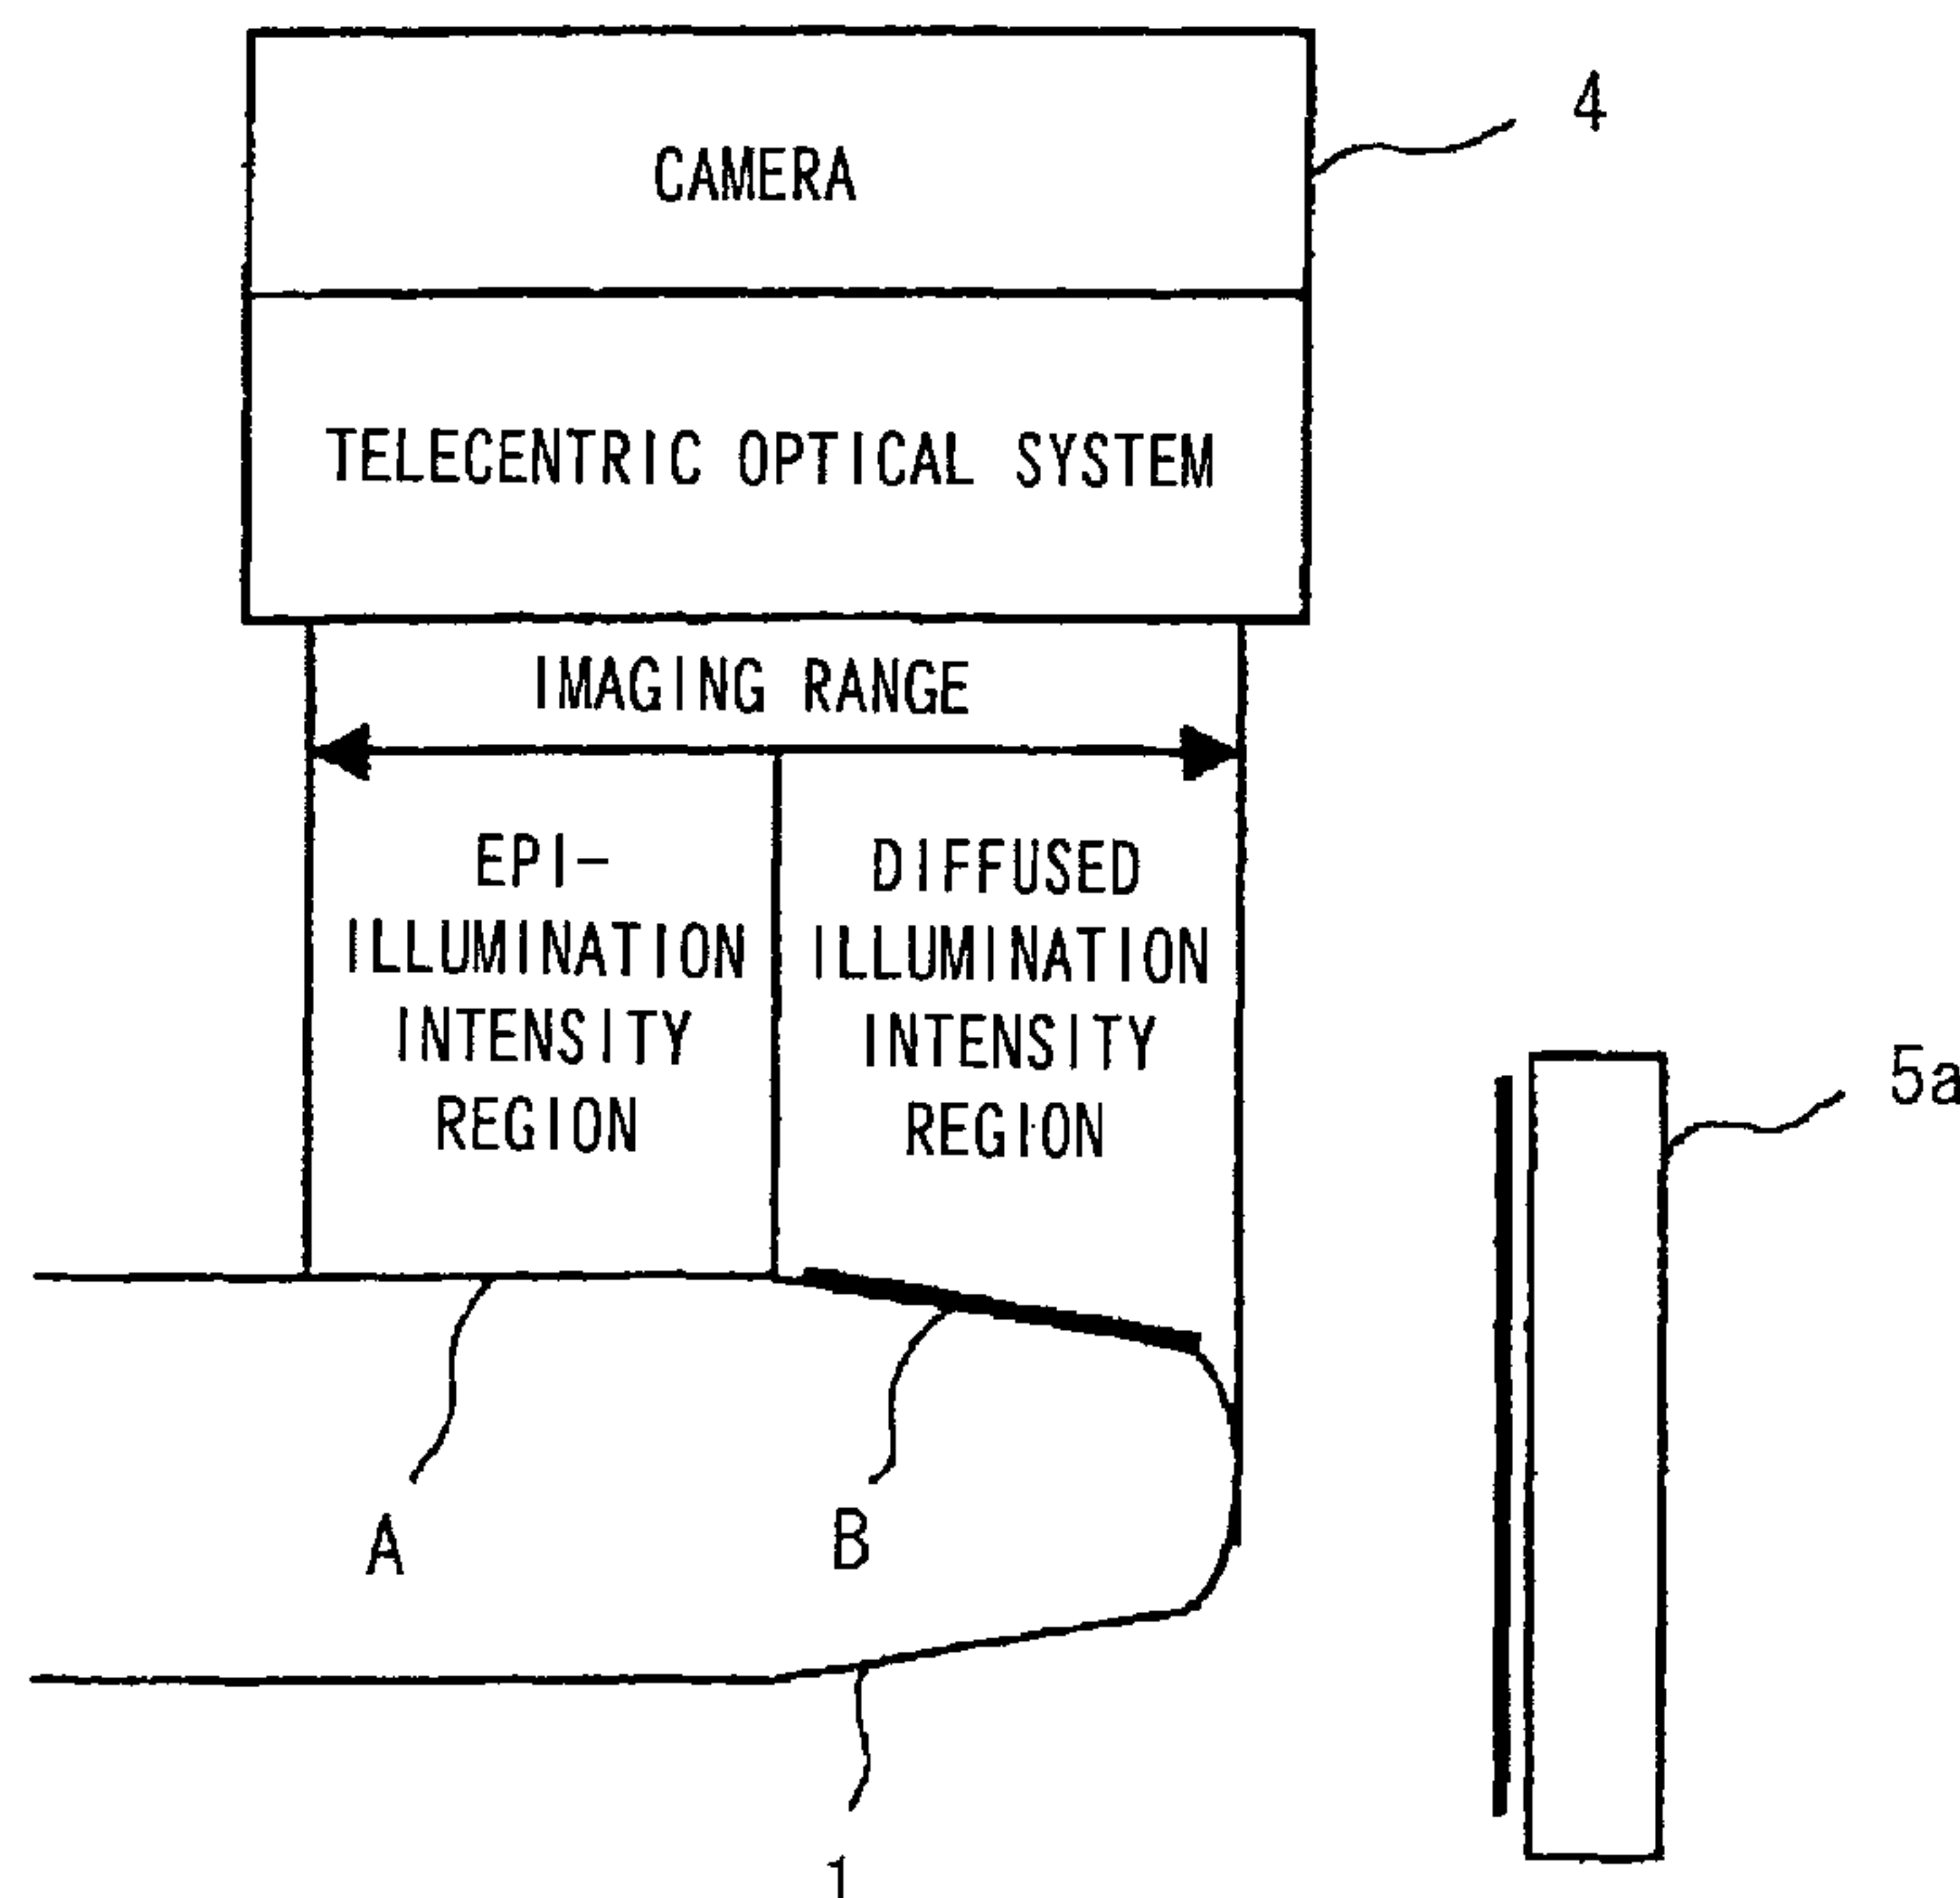 CAMERA
4
TELECENTRIC OPTICAL SYSTEM
IMAGING RANGE
EPI-
ILLUMINATION
INTENSITY
REGION
DIFFUSED
ILLUMINATION
INTENSITY
REGION
5a
A
B
1